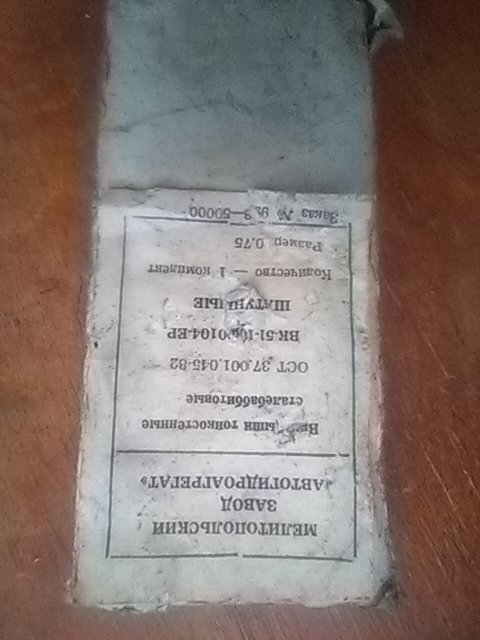 МЕЛИТОПОЛЬСКИЙ
ЗАВОД
«АВТОГИДРОАГРЕГАТ»
тонкостенные
сталебаббитовые
ОСТ 37.001.045-82
ШАТУННЫЕ
Количество — 1 комплект
Размер 0,75
Заказ №